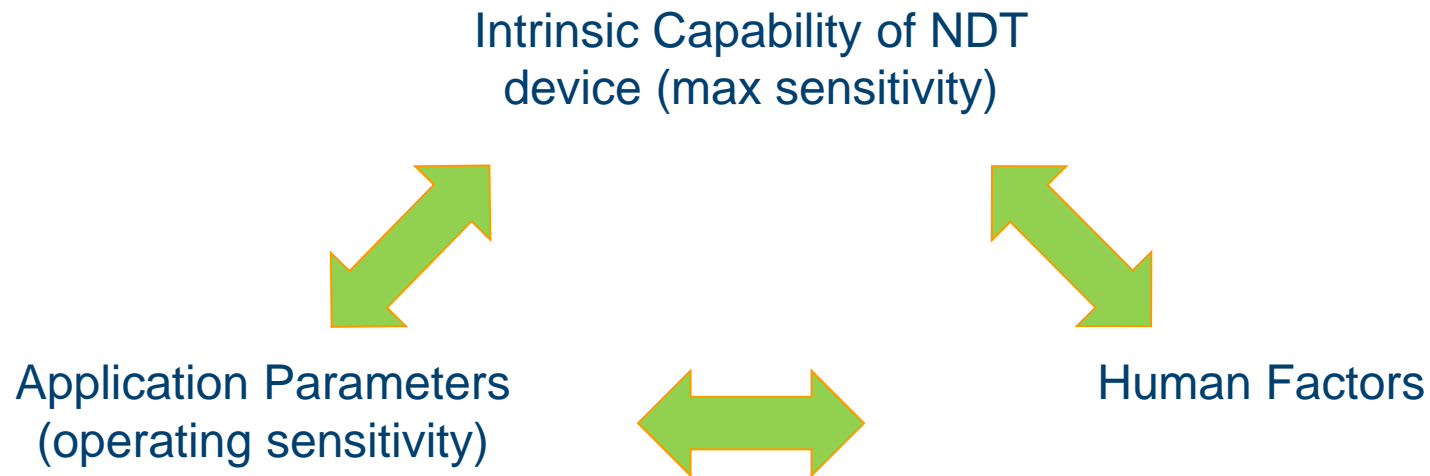 Intrinsic Capability of NDT
device (max sensitivity)
Application Parameters
(operating sensitivity)
Human Factors